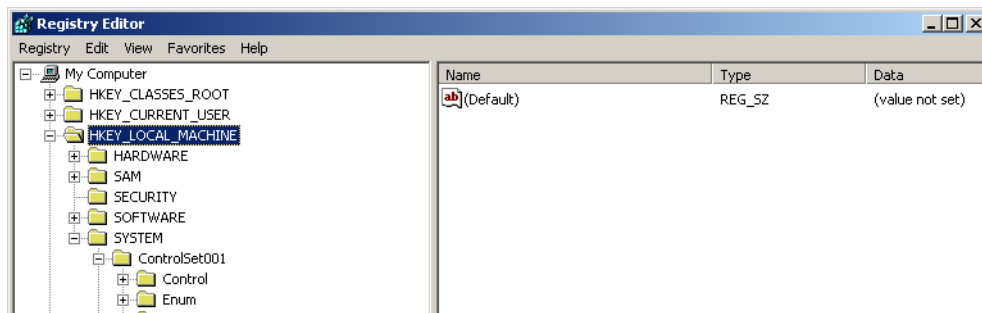 Registry Editor
Registry Edit View Favorites Help
My Computer
HKEY_CLASSES_ROOT
HKEY_CURRENT_USER
HKEY_LOCAL_MACHINE
HARDWARE
SAM
SECURITY
SOFTWARE
SYSTEM
ControlSet001
Control
Enum
Name Type Data
ab (Default) REG_SZ (value not set)